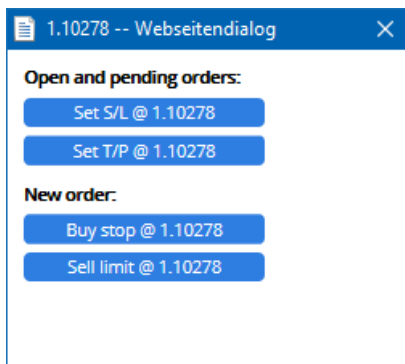 1.10278 -- Webseitendialog
Open and pending orders:
Set S/L @ 1.10278
Set T/P @ 1.10278
New order:
Buy stop @ 1.10278
Sell limit @ 1.10278